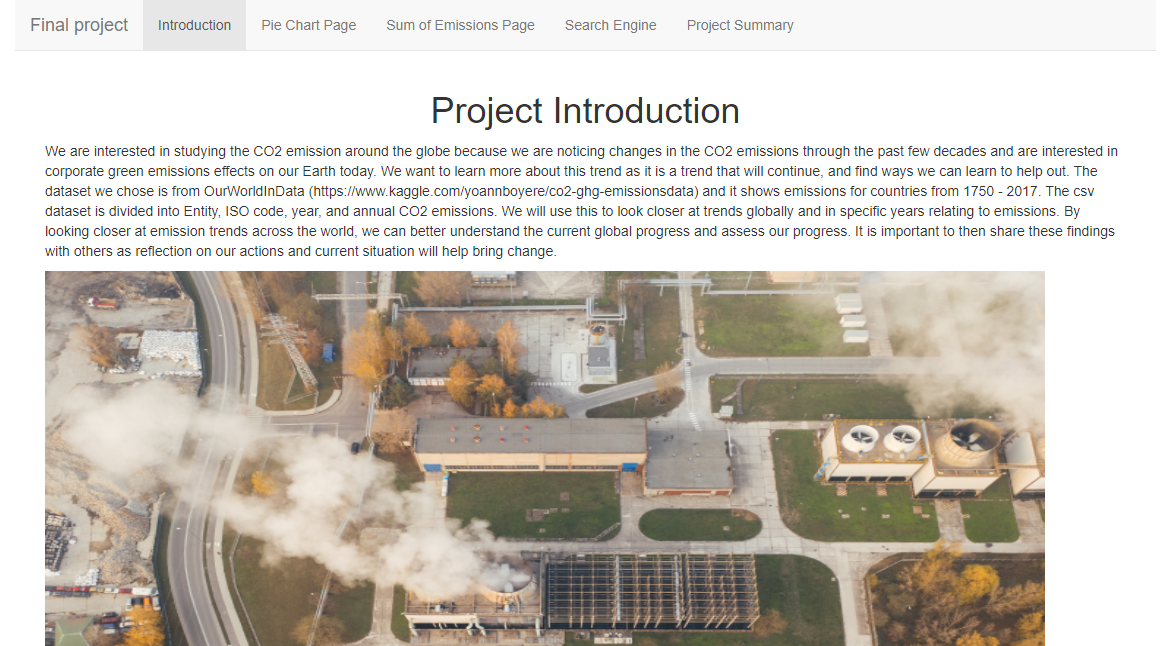 Final project Introduction Pie Chart Page Sum of Emissions Page Search Engine Project Summary
Project Introduction
We are interested in studying the CO2 emission around the globe because we are noticing changes in the CO2 emissions through the past few decades and are interested in
corporate green emissions effects on our Earth today. We want to learn more about this trend as it is a trend that will continue, and find ways we can learn to help out. The
dataset we chose is from OurWorldInData (https://www.kaggle.com/yoannboyere/co2-ghg-emissionsdata) and it shows emissions for countries from 1750 - 2017. The csv
dataset is divided into Entity, ISO code, year, and annual CO2 emissions. We will use this to look closer at trends globally and in specific years relating to emissions. By
looking closer at emission trends across the world, we can better understand the current global progress and assess our progress. It is important to then share these findings
with others as reflection on our actions and current situation will help bring change.